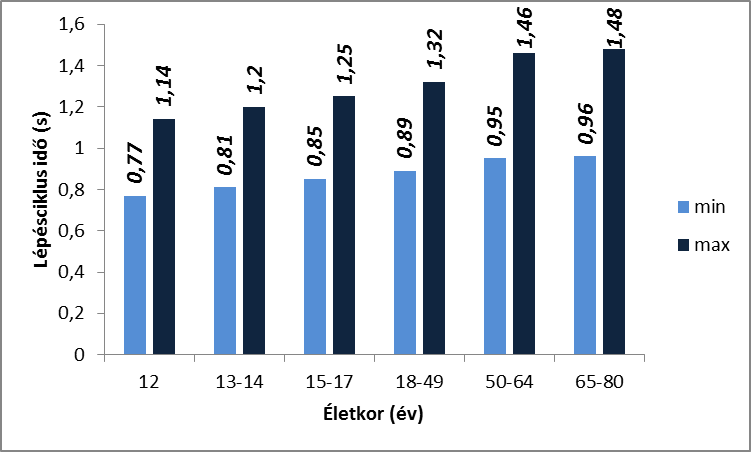 1,6
1,4
1,2
1
0,8
0,6
0,4
0,2
0
Lépésciklus idő (s)
0,77 1,14 0,81 1,2 0,85 1,25 0,89 1,32 0,95 1,46 0,96 1,48
12 13-14 15-17 18-49 50-64 65-80
Életkor (év)
min
max